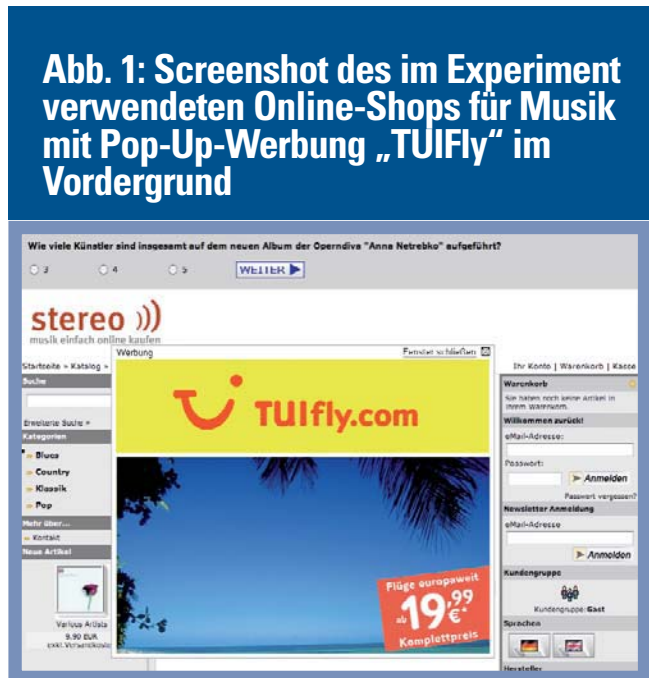 Abb. 1: Screenshot des im Experiment
verwendeten Online-Shops für Musik
mit Pop-Up-Werbung „TUIFly“ im
Vordergrund
Wie viele Künstler sind insgesamt auf dem neuen Album der Operndiva "Anna Netrebko" aufgeführt?
3 4 5 WEITER
stereo )))
musik einfach online kaufen
Werbung Fenster schließen
Startseite » Katalog » Ihr Konto | Warenkorb | Kasse
Suche
Erweiterte Suche »
Kategorien
Blues
Country
Klassik
Pop
Mehr über...
Kontakt
Neue Artikel
Various Artists
9.90 EUR
exkl. Versandkosten
TUIfly.com
Flüge europaweit
ab 19,99 €*
Komplettpreis
Warenkorb
Sie haben noch keine Artikel in
Ihrem Warenkorb.
Willkommen zurück!
eMail-Adresse:
Passwort:
Anmelden
Passwort vergessen?
Newsletter Anmeldung
eMail-Adresse
Anmelden
Kundengruppe
Kundengruppe: Gast
Sprachen
Hersteller